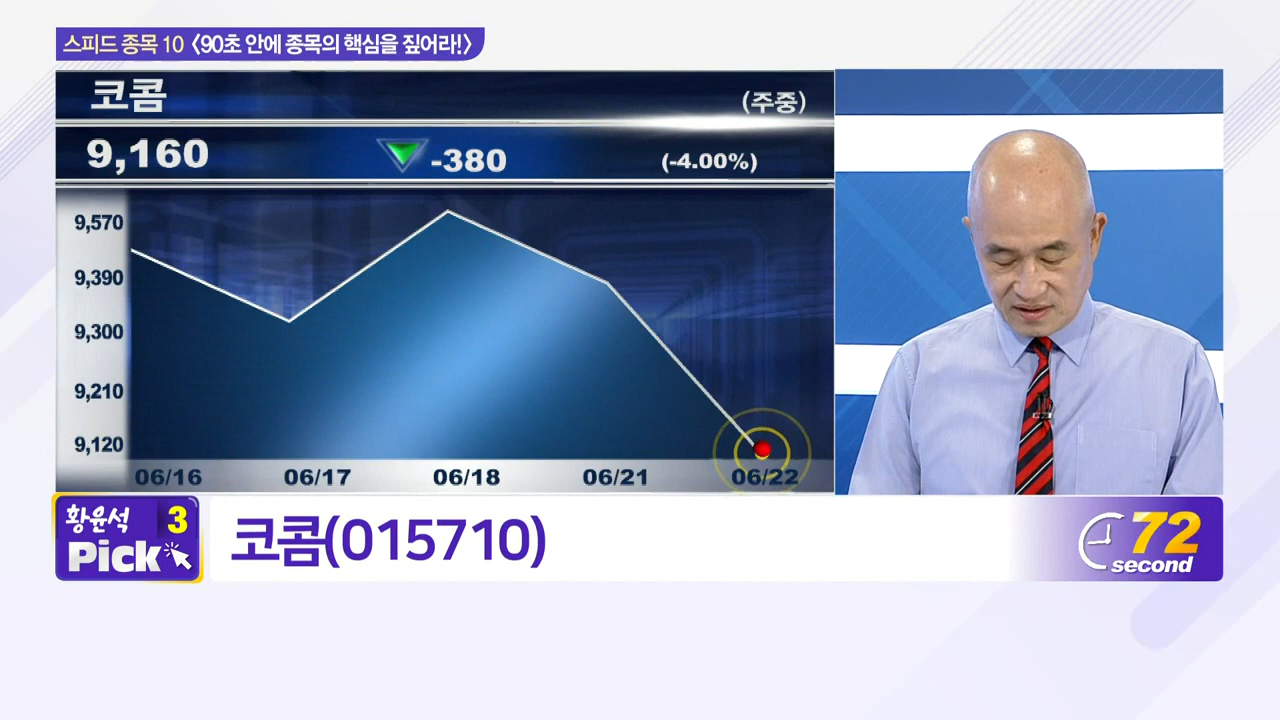 스피드 종목 10 <90초 안에 종목의 핵심을 짚어라!>
코콤
(주중)
9,160
-380
(-4.00%)
9,570
9,390
9,300
9,210
9,120
06/16 06/17 06/18 06/21 06/22
황윤석 3
Pick
코콤(015710)
72
second